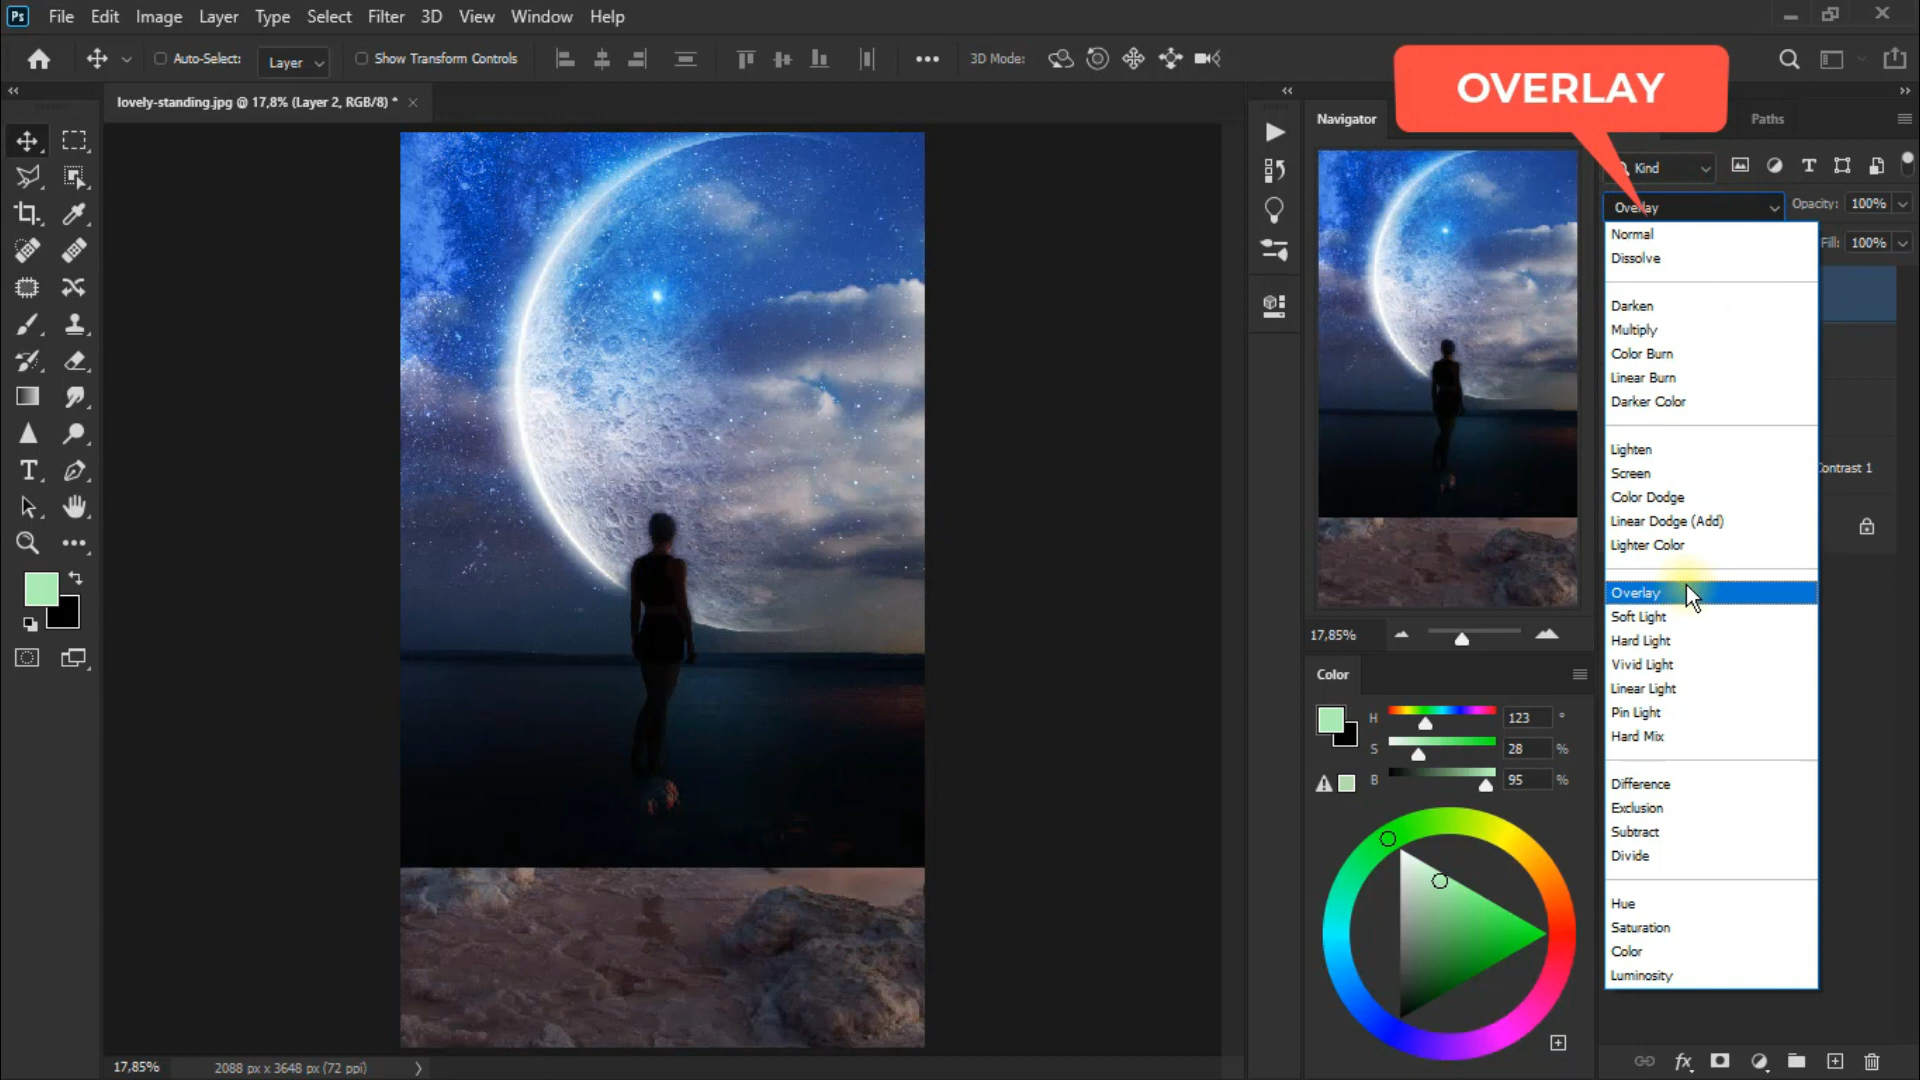 Ps File Edit Image Layer Type Select Filter 3D View Window Help
Auto-Select: Layer Show Transform Controls 3D Mode:
OVERLAY
lovely-standing.jpg @ 17,8% (Layer 2, RGB/8) *
Navigator
Paths
Kind
Overlay
Opacity: 100%
Fill: 100%
Normal
Dissolve
Darken
Multiply
Color Burn
Linear Burn
Darker Color
Lighten
Screen
Color Dodge
Linear Dodge (Add)
Lighter Color
Overlay
Soft Light
Hard Light
Vivid Light
Linear Light
Pin Light
Hard Mix
Difference
Exclusion
Subtract
Divide
Hue
Saturation
Color
Luminosity
Contrast 1
17,85%
Color
H 123 °
S 28 %
B 95 %
17,85% 2088 px x 3648 px (72 ppi)
fx